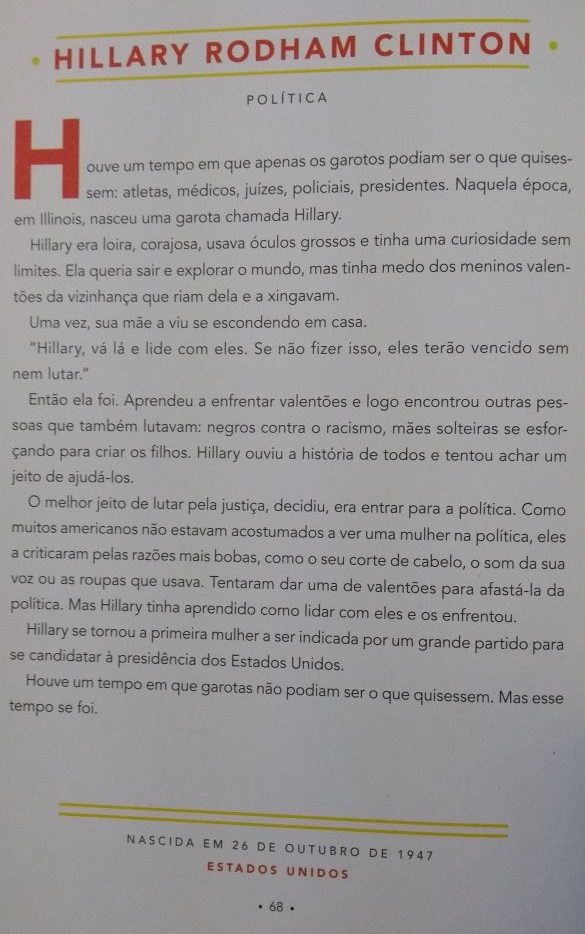 • HILLARY RODHAM CLINTON •
POLÍTICA
Houve um tempo em que apenas os garotos podiam ser o que quises-
sem: atletas, médicos, juízes, policiais, presidentes. Naquela época,
em Illinois, nasceu uma garota chamada Hillary.
Hillary era loira, corajosa, usava óculos grossos e tinha uma curiosidade sem
limites. Ela queria sair e explorar o mundo, mas tinha medo dos meninos valen-
tões da vizinhança que riam dela e a xingavam.
Uma vez, sua mãe a viu se escondendo em casa.
"Hillary, vá lá e lide com eles. Se não fizer isso, eles terão vencido sem
nem lutar."
Então ela foi. Aprendeu a enfrentar valentões e logo encontrou outras pes-
soas que também lutavam: negros contra o racismo, mães solteiras se esfor-
çando para criar os filhos. Hillary ouviu a história de todos e tentou achar um
jeito de ajudá-los.
O melhor jeito de lutar pela justiça, decidiu, era entrar para a política. Como
muitos americanos não estavam acostumados a ver uma mulher na política, eles
a criticaram pelas razões mais bobas, como o seu corte de cabelo, o som da sua
voz ou as roupas que usava. Tentaram dar uma de valentões para afastá-la da
política. Mas Hillary tinha aprendido como lidar com eles e os enfrentou.
Hillary se tornou a primeira mulher a ser indicada por um grande partido para
se candidatar à presidência dos Estados Unidos.
Houve um tempo em que garotas não podiam ser o que quisessem. Mas esse
tempo se foi.
NASCIDA EM 26 DE OUTUBRO DE 1947
ESTADOS UNIDOS
• 68 •